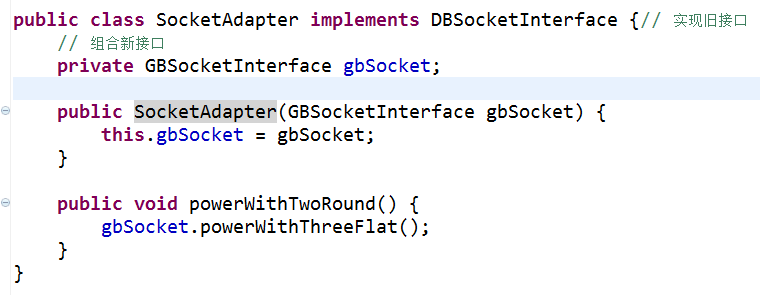 public class SocketAdapter implements DBSocketInterface {// 实现旧接口
    // 组合新接口
    private GBSocketInterface gbSocket;
    public SocketAdapter(GBSocketInterface gbSocket) {
        this.gbSocket = gbSocket;
    }
    public void powerWithTwoRound() {
        gbSocket.powerWithThreeFlat();
    }
}